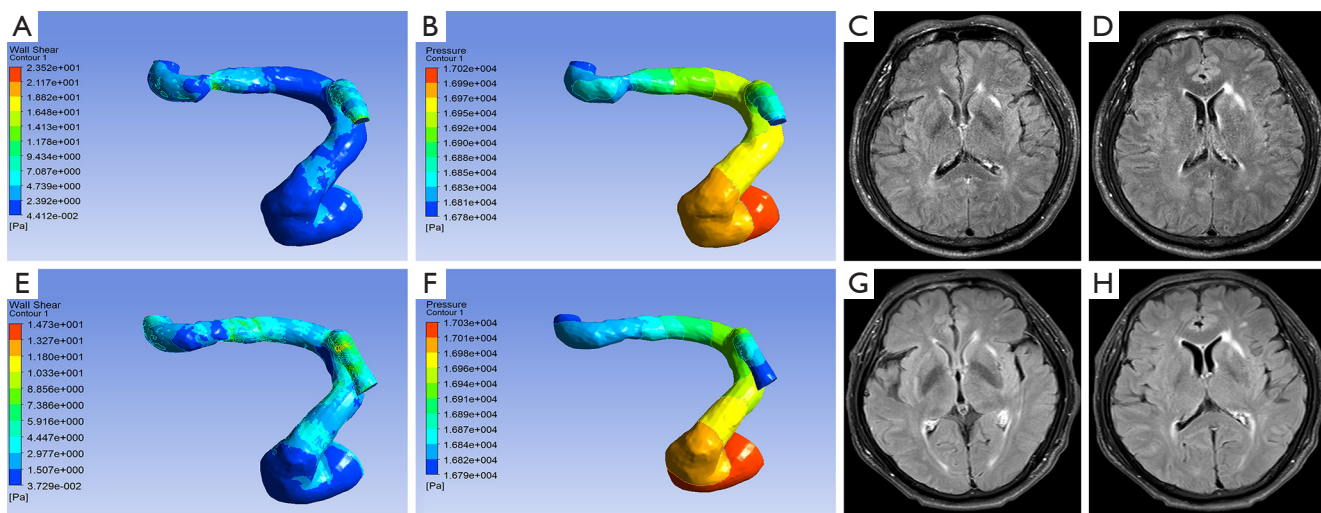 A
Wall Shear
Contour 1
2.352e+001
2.117e+001
1.882e+001
1.648e+001
1.413e+001
1.178e+001
9.434e+000
7.087e+000
4.739e+000
2.392e+000
4.412e-002
[Pa]
B
Pressure
Contour 1
1.702e+004
1.699e+004
1.697e+004
1.695e+004
1.692e+004
1.690e+004
1.688e+004
1.685e+004
1.683e+004
1.681e+004
1.678e+004
[Pa]
C
D
E
Wall Shear
Contour 1
1.473e+001
1.327e+001
1.180e+001
1.033e+001
8.856e+000
7.386e+000
5.916e+000
4.447e+000
2.977e+000
1.507e+000
3.729e-002
[Pa]
F
Pressure
Contour 1
1.703e+004
1.701e+004
1.698e+004
1.696e+004
1.694e+004
1.691e+004
1.689e+004
1.687e+004
1.684e+004
1.682e+004
1.679e+004
[Pa]
G
H